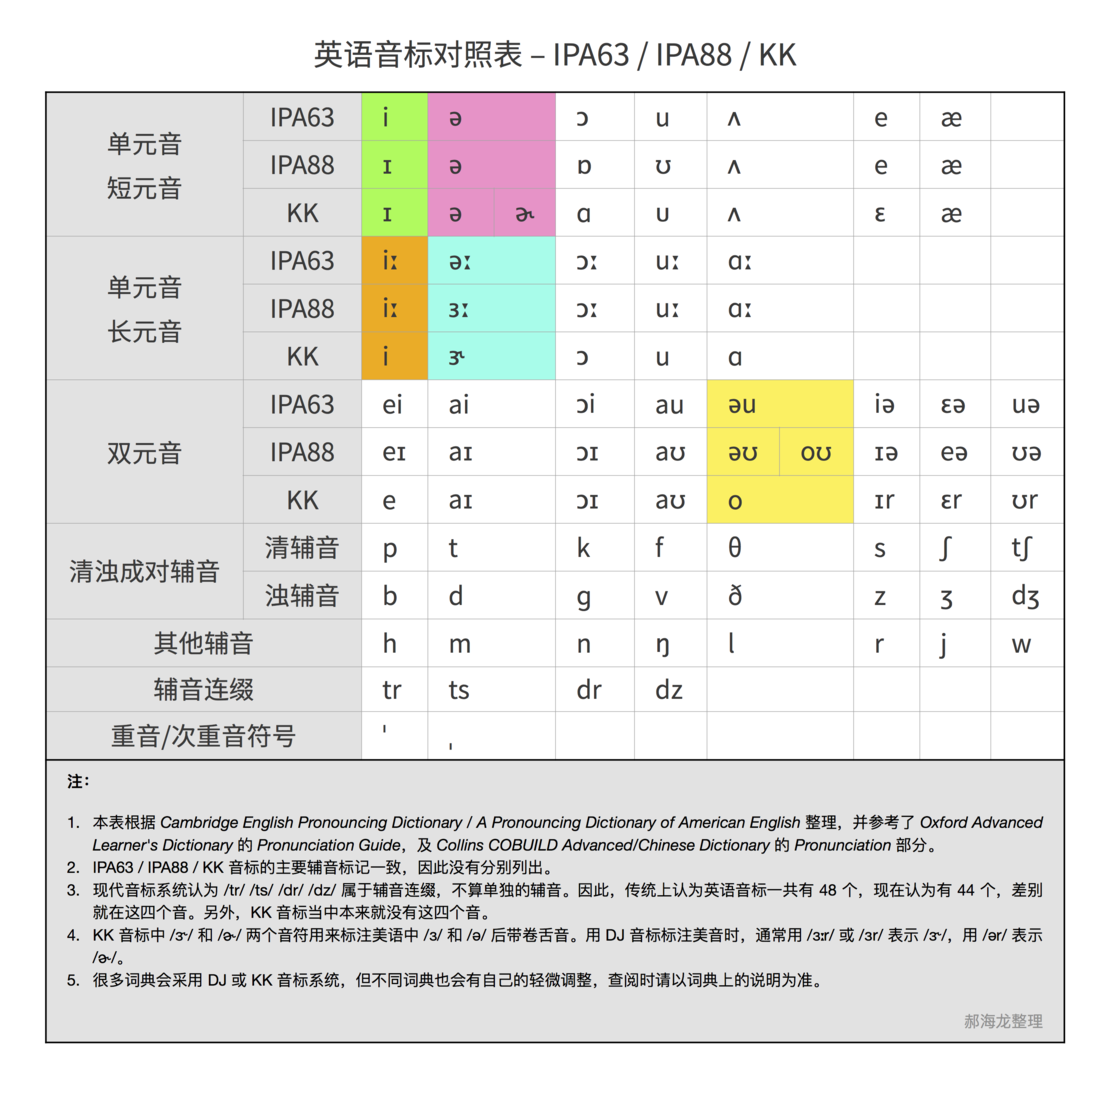 英语音标对照表 – IPA63 / IPA88 / KK
单元音
短元音
IPA63 i ə ɔ u ʌ e æ
IPA88 ɪ ə ɒ ʊ ʌ e æ
KK ɪ ə ɚ ɑ u ʌ ɛ æ
单元音
长元音
IPA63 iː əː ɔː uː ɑː
IPA88 iː ɜː ɔː uː ɑː
KK i ɝ ɔ u ɑ
双元音
IPA63 ei ai ɔi au əu iə ɛə uə
IPA88 eɪ aɪ ɔɪ aʊ əʊ oʊ ɪə eə ʊə
KK e aɪ ɔɪ aʊ o ɪr ɛr ʊr
清浊成对辅音
清辅音 p t k f θ s ʃ tʃ
浊辅音 b d g v ð z ʒ dʒ
其他辅音 h m n ŋ l r j w
辅音连缀 tr ts dr dz
重音/次重音符号 ˈ ˌ
注：
1. 本表根据 Cambridge English Pronouncing Dictionary / A Pronouncing Dictionary of American English 整理，并参考了 Oxford Advanced
Learner's Dictionary 的 Pronunciation Guide，及 Collins COBUILD Advanced/Chinese Dictionary 的 Pronunciation 部分。
2. IPA63 / IPA88 / KK 音标的主要辅音标记一致，因此没有分别列出。
3. 现代音标系统认为 /tr/ /ts/ /dr/ /dz/ 属于辅音连缀，不算单独的辅音。因此，传统上认为英语音标一共有 48 个，现在认为有 44 个，差别
就在这四个音。另外，KK 音标当中本来就没有这四个音。
4. KK 音标中 /ɝ/ 和 /ɚ/ 两个音符用来标注美语中 /ɜ/ 和 /ə/ 后带卷舌音。用 DJ 音标标注美音时，通常用 /ɜːr/ 或 /ɜr/ 表示 /ɝ/，用 /ər/ 表示
/ɚ/。
5. 很多词典会采用 DJ 或 KK 音标系统，但不同词典也会有自己的轻微调整，查阅时请以词典上的说明为准。
郝海龙整理